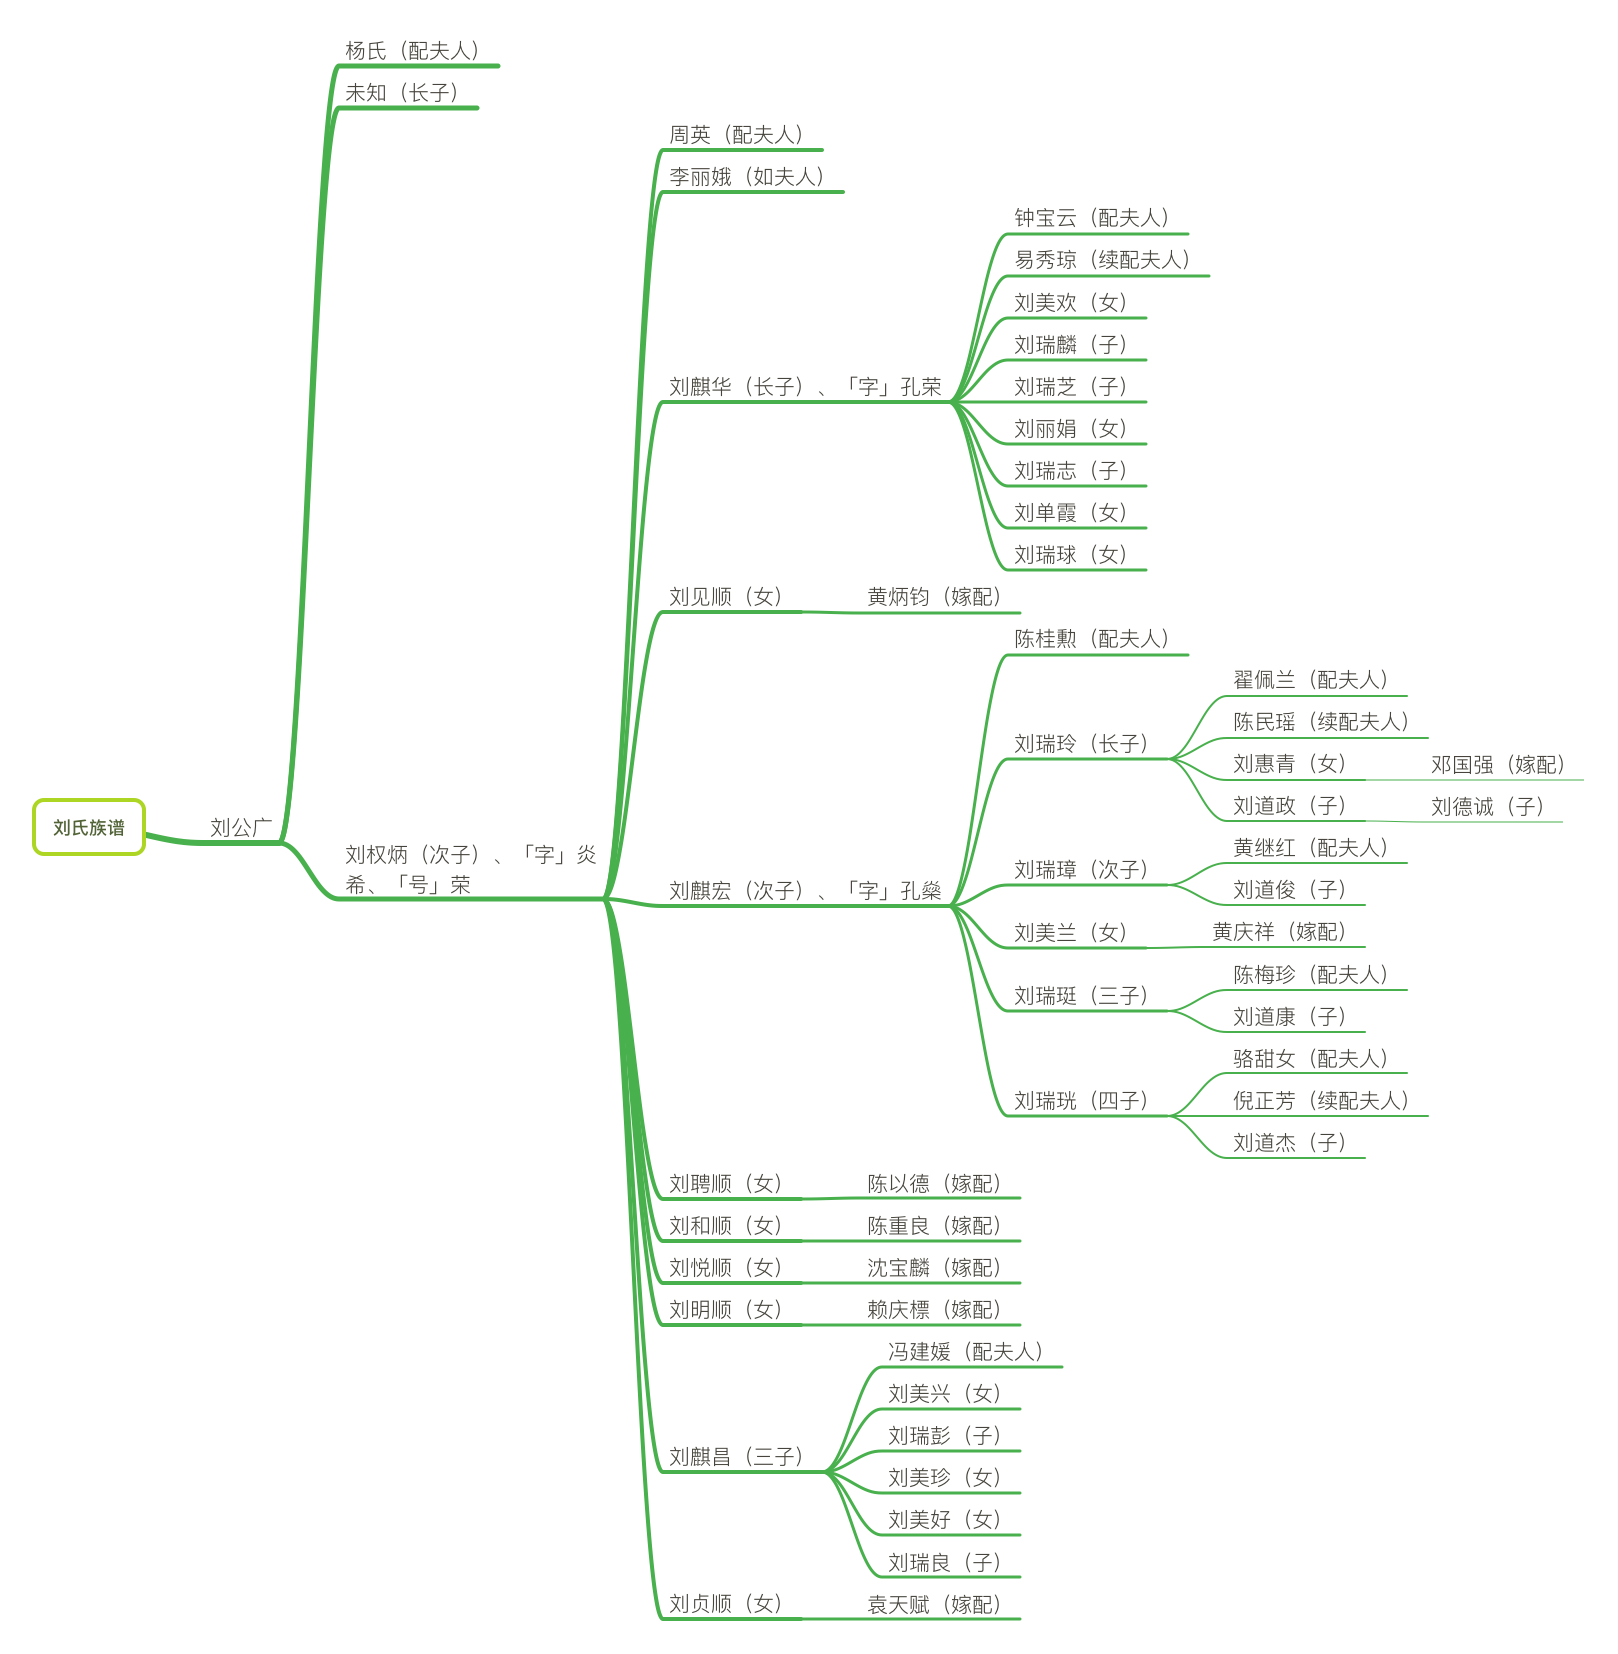 刘氏族谱
刘公广
杨氏（配夫人）
未知（长子）
刘权炳（次子）、「字」炎
希、「号」荣
周英（配夫人）
李丽娥（如夫人）
刘麒华（长子）、「字」孔荣
钟宝云（配夫人）
易秀琼（续配夫人）
刘美欢（女）
刘瑞麟（子）
刘瑞芝（子）
刘丽娟（女）
刘瑞志（子）
刘单霞（女）
刘瑞球（女）
刘见顺（女）
黄炳钧（嫁配）
刘麒宏（次子）、「字」孔燊
陈桂勲（配夫人）
刘瑞玲（长子）
翟佩兰（配夫人）
陈民瑶（续配夫人）
刘惠青（女）
邓国强（嫁配）
刘道政（子）
刘德诚（子）
刘瑞璋（次子）
黄继红（配夫人）
刘道俊（子）
刘美兰（女）
黄庆祥（嫁配）
刘瑞珽（三子）
陈梅珍（配夫人）
刘道康（子）
刘瑞珖（四子）
骆甜女（配夫人）
倪正芳（续配夫人）
刘道杰（子）
刘聘顺（女）
陈以德（嫁配）
刘和顺（女）
陈重良（嫁配）
刘悦顺（女）
沈宝麟（嫁配）
刘明顺（女）
赖庆標（嫁配）
刘麒昌（三子）
冯建媛（配夫人）
刘美兴（女）
刘瑞彭（子）
刘美珍（女）
刘美好（女）
刘瑞良（子）
刘贞顺（女）
袁天赋（嫁配）